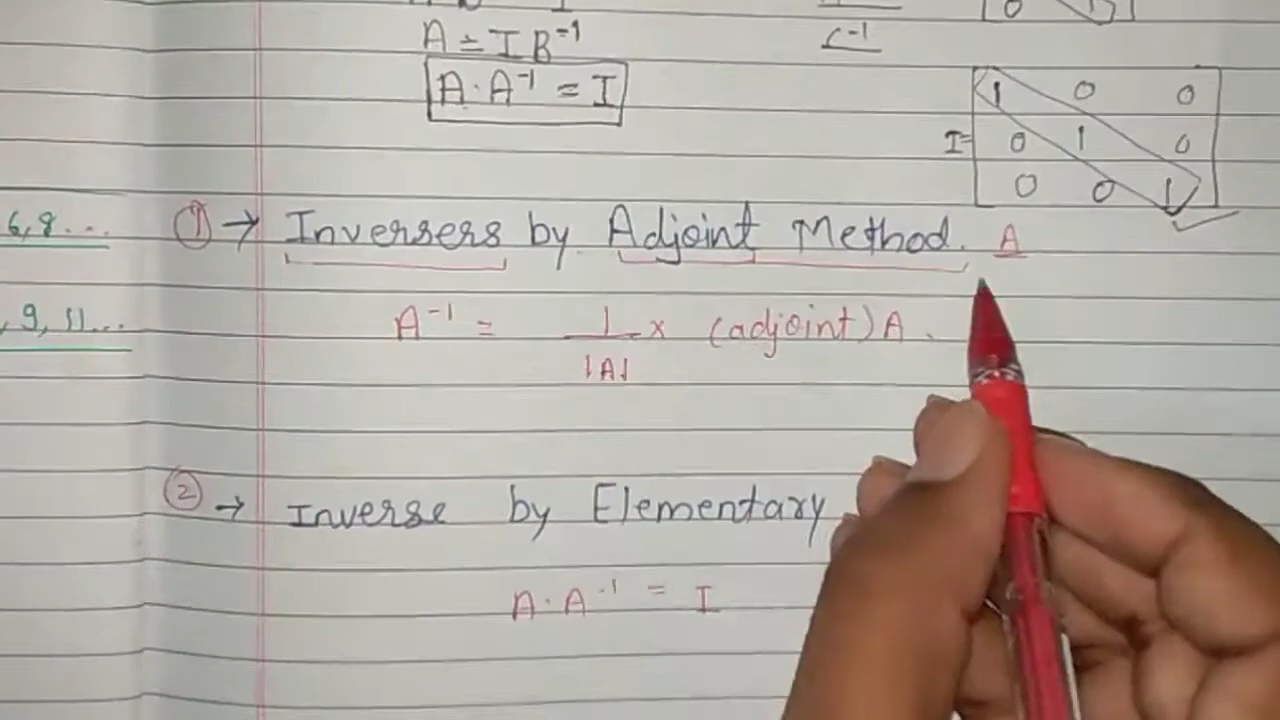 A = I B⁻¹
A · A⁻¹ = I
1 0 0
I= 0 1 0
0 0 1
6,8...
① → Inversers by Adjoint Method. A
, 9, 11...
A⁻¹ = 1/|A| × (adjoint) A.
② → Inverse by Elementary
A · A⁻¹ = I